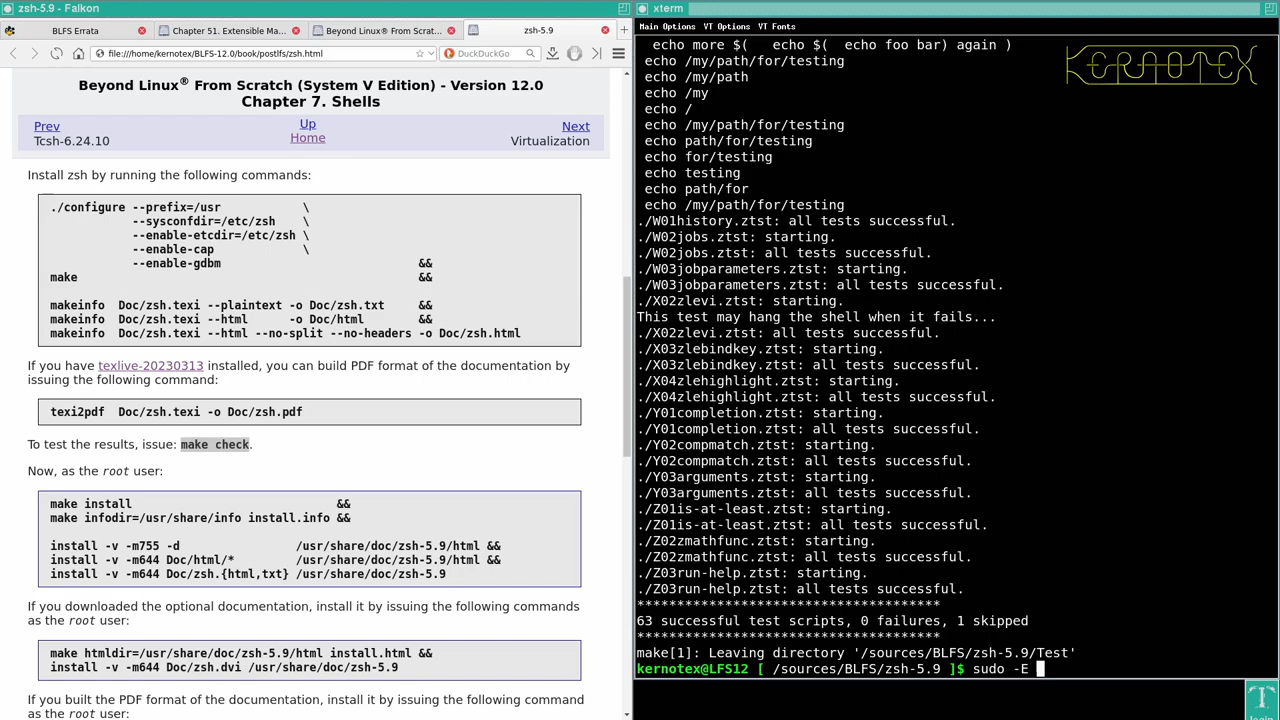 zsh-5.9 - Falkon
BLFS Errata
Chapter 51. Extensible Ma...
Beyond Linux® From Scrat...
zsh-5.9
file:///home/kernotex/BLFS-12.0/book/postlfs/zsh.html
DuckDuckGo
Beyond Linux® From Scratch (System V Edition) - Version 12.0
Chapter 7. Shells
Prev Up Next
Tcsh-6.24.10 Home Virtualization
Install zsh by running the following commands:
./configure --prefix=/usr \
--sysconfdir=/etc/zsh \
--enable-etcdir=/etc/zsh \
--enable-cap \
--enable-gdbm &&
make &&
makeinfo Doc/zsh.texi --plaintext -o Doc/zsh.txt &&
makeinfo Doc/zsh.texi --html -o Doc/html &&
makeinfo Doc/zsh.texi --html --no-split --no-headers -o Doc/zsh.html
If you have texlive-20230313 installed, you can build PDF format of the documentation by
issuing the following command:
texi2pdf Doc/zsh.texi -o Doc/zsh.pdf
To test the results, issue: make check.
Now, as the root user:
make install &&
make infodir=/usr/share/info install.info &&
install -v -m755 -d /usr/share/doc/zsh-5.9/html &&
install -v -m644 Doc/html/* /usr/share/doc/zsh-5.9/html &&
install -v -m644 Doc/zsh.{html,txt} /usr/share/doc/zsh-5.9
If you downloaded the optional documentation, install it by issuing the following commands
as the root user:
make htmldir=/usr/share/doc/zsh-5.9/html install.html &&
install -v -m644 Doc/zsh.dvi /usr/share/doc/zsh-5.9
If you built the PDF format of the documentation, install it by issuing the following command
as the root user:
xterm
Main Options VT Options VT Fonts
echo more $( echo $( echo foo bar) again )
echo /my/path/for/testing
echo /my/path
echo /my
echo /
echo /my/path/for/testing
echo path/for/testing
echo for/testing
echo testing
echo path/for
echo /my/path/for/testing
./W01history.ztst: all tests successful.
./W02jobs.ztst: starting.
./W02jobs.ztst: all tests successful.
./W03jobparameters.ztst: starting.
./W03jobparameters.ztst: all tests successful.
./X02zlevi.ztst: starting.
This test may hang the shell when it fails...
./X02zlevi.ztst: all tests successful.
./X03zlebindkey.ztst: starting.
./X03zlebindkey.ztst: all tests successful.
./X04zlehighlight.ztst: starting.
./X04zlehighlight.ztst: all tests successful.
./Y01completion.ztst: starting.
./Y01completion.ztst: all tests successful.
./Y02compmatch.ztst: starting.
./Y02compmatch.ztst: all tests successful.
./Y03arguments.ztst: starting.
./Y03arguments.ztst: all tests successful.
./Z01is-at-least.ztst: starting.
./Z01is-at-least.ztst: all tests successful.
./Z02zmathfunc.ztst: starting.
./Z02zmathfunc.ztst: all tests successful.
./Z03run-help.ztst: starting.
./Z03run-help.ztst: all tests successful.
**************************************
63 successful test scripts, 0 failures, 1 skipped
**************************************
make[1]: Leaving directory '/sources/BLFS/zsh-5.9/Test'
kernotex@LFS12 [ /sources/BLFS/zsh-5.9 ]$ sudo -E
KERNOTEX
T
login